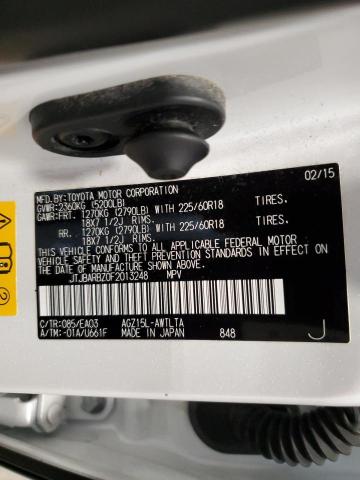 MFD.BY:TOYOTA MOTOR CORPORATION 02/15
GVWR:2360KG (5200LB)
GAWR:FRT. 1270KG (2790LB) WITH 225/60R18 TIRES.
18X7 1/2J RIMS
RR. 1270KG (2790LB) WITH 225/60R18 TIRES.
18X7 1/2J RIMS
THIS VEHICLE CONFORMS TO ALL APPLICABLE FEDERAL MOTOR
VEHICLE SAFETY AND THEFT PREVENTION STANDARDS IN EFFECT ON
THE DATE OF MANUFACTURE SHOWN ABOVE.
JTJBARBZ0F2013248 MPV
C/TR:085/EA03 AGZ15L-AWTLTA
A/TM:-01A/U661F MADE IN JAPAN 848 J
2